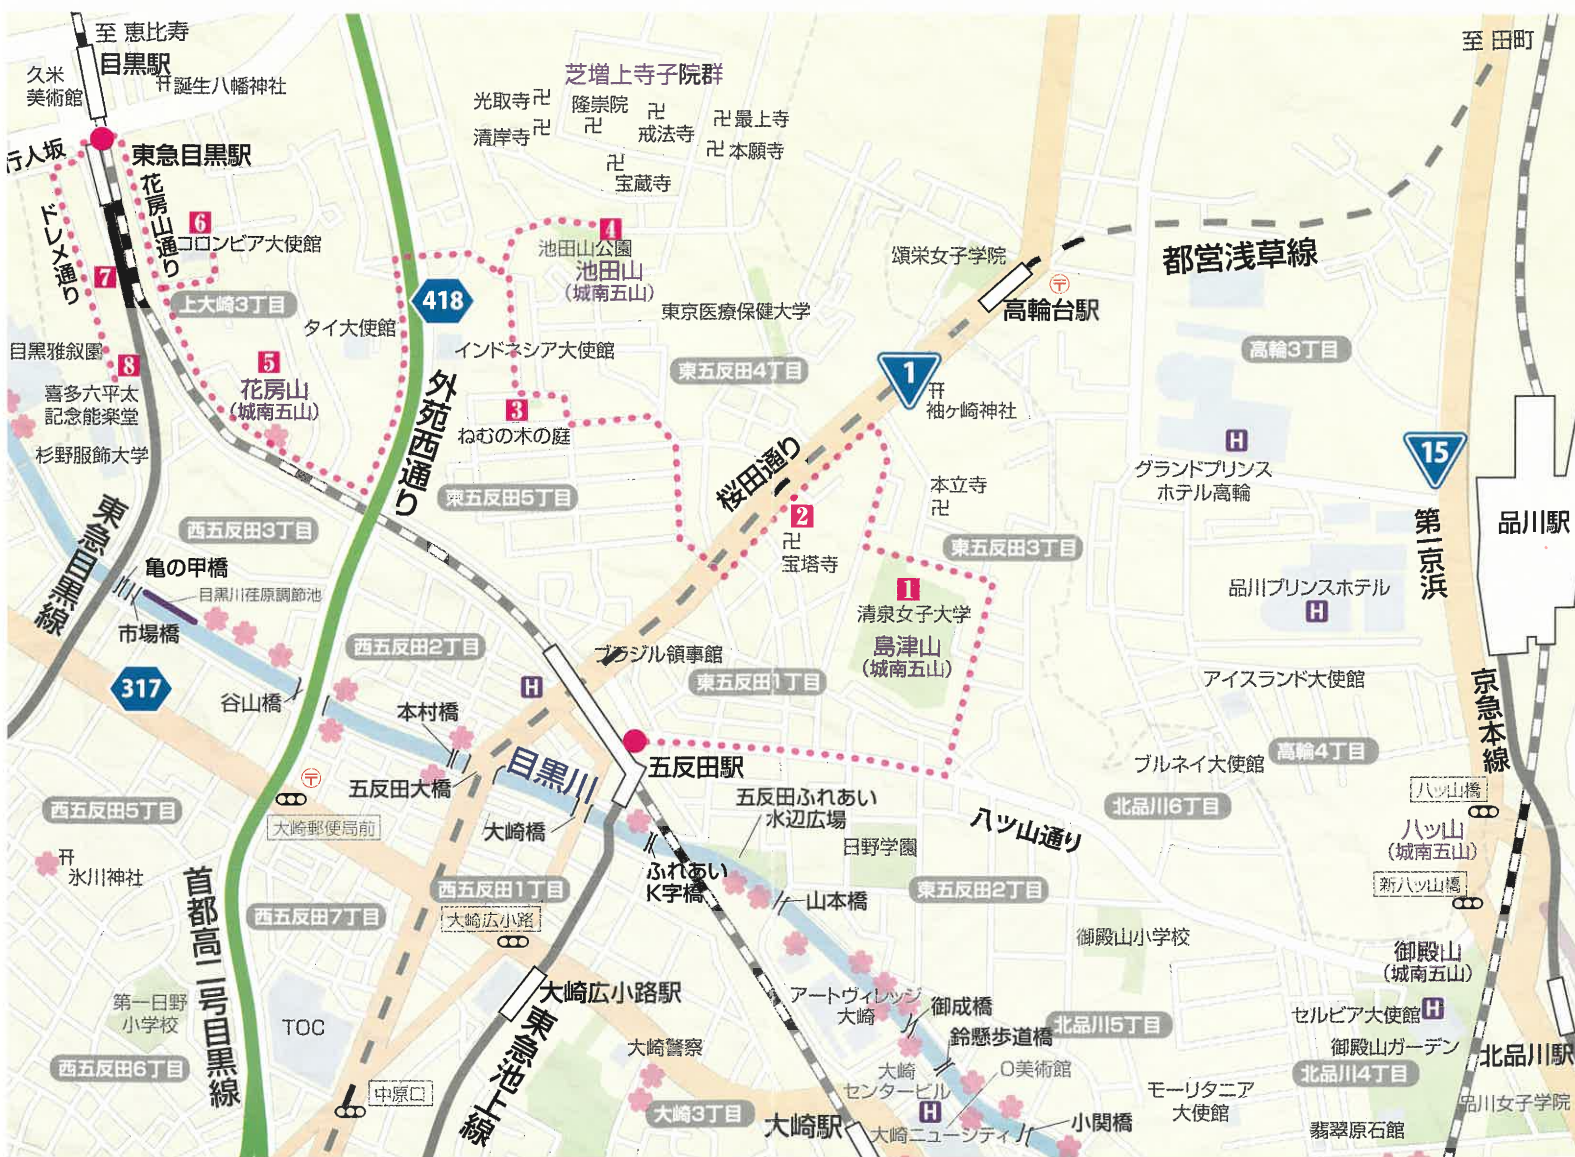 至 恵比寿
目黒駅
久米
美術館
誕生八幡神社
行人坂
東急目黒駅
花房山通り
ドレメ通り
6
コロンビア大使館
7
上大崎3丁目
タイ大使館
目黒雅叙園
8
喜多六平太
記念能楽堂
杉野服飾大学
5
花房山
(城南五山)
418
外苑西通り
芝増上寺子院群
光取寺
隆崇院
清岸寺
戒法寺
最上寺
本願寺
宝蔵寺
4
池田山公園
池田山
(城南五山)
東京医療保健大学
インドネシア大使館
東五反田4丁目
3
ねむの木の庭
東五反田5丁目
頌栄女子学院
高輪台駅
〒
都営浅草線
至 田町
高輪3丁目
1
袖ヶ崎神社
桜田通り
本立寺
2
宝塔寺
東五反田3丁目
1
清泉女子大学
島津山
(城南五山)
H
グランドプリンス
ホテル高輪
15
第一京浜
品川駅
品川プリンスホテル
H
アイスランド大使館
京急本線
高輪4丁目
ブルネイ大使館
北品川6丁目
八ッ山橋
八ッ山
(城南五山)
新八ッ山橋
東急目黒線
西五反田3丁目
亀の甲橋
目黒川荏原調節池
市場橋
西五反田2丁目
317
谷山橋
本村橋
H
ブラジル領事館
東五反田1丁目
五反田駅
目黒川
五反田大橋
大崎橋
〒
大崎郵便局前
西五反田5丁目
氷川神社
首都高二号目黒線
西五反田7丁目
西五反田1丁目
大崎広小路
ふれあい
K字橋
五反田ふれあい
水辺広場
日野学園
八ツ山通り
山本橋
東五反田2丁目
御殿山小学校
御殿山
(城南五山)
セルビア大使館
H
御殿山ガーデン
北品川駅
北品川4丁目
品川女子学院
翡翠原石館
モーリタニア
大使館
北品川5丁目
アートヴィレッジ
大崎
御成橋
鈴懸歩道橋
O美術館
大崎
センタービル
H
大崎ニューシティ
小関橋
大崎駅
大崎広小路駅
東急池上線
大崎警察
大崎3丁目
第一日野
小学校
TOC
西五反田6丁目
中原口